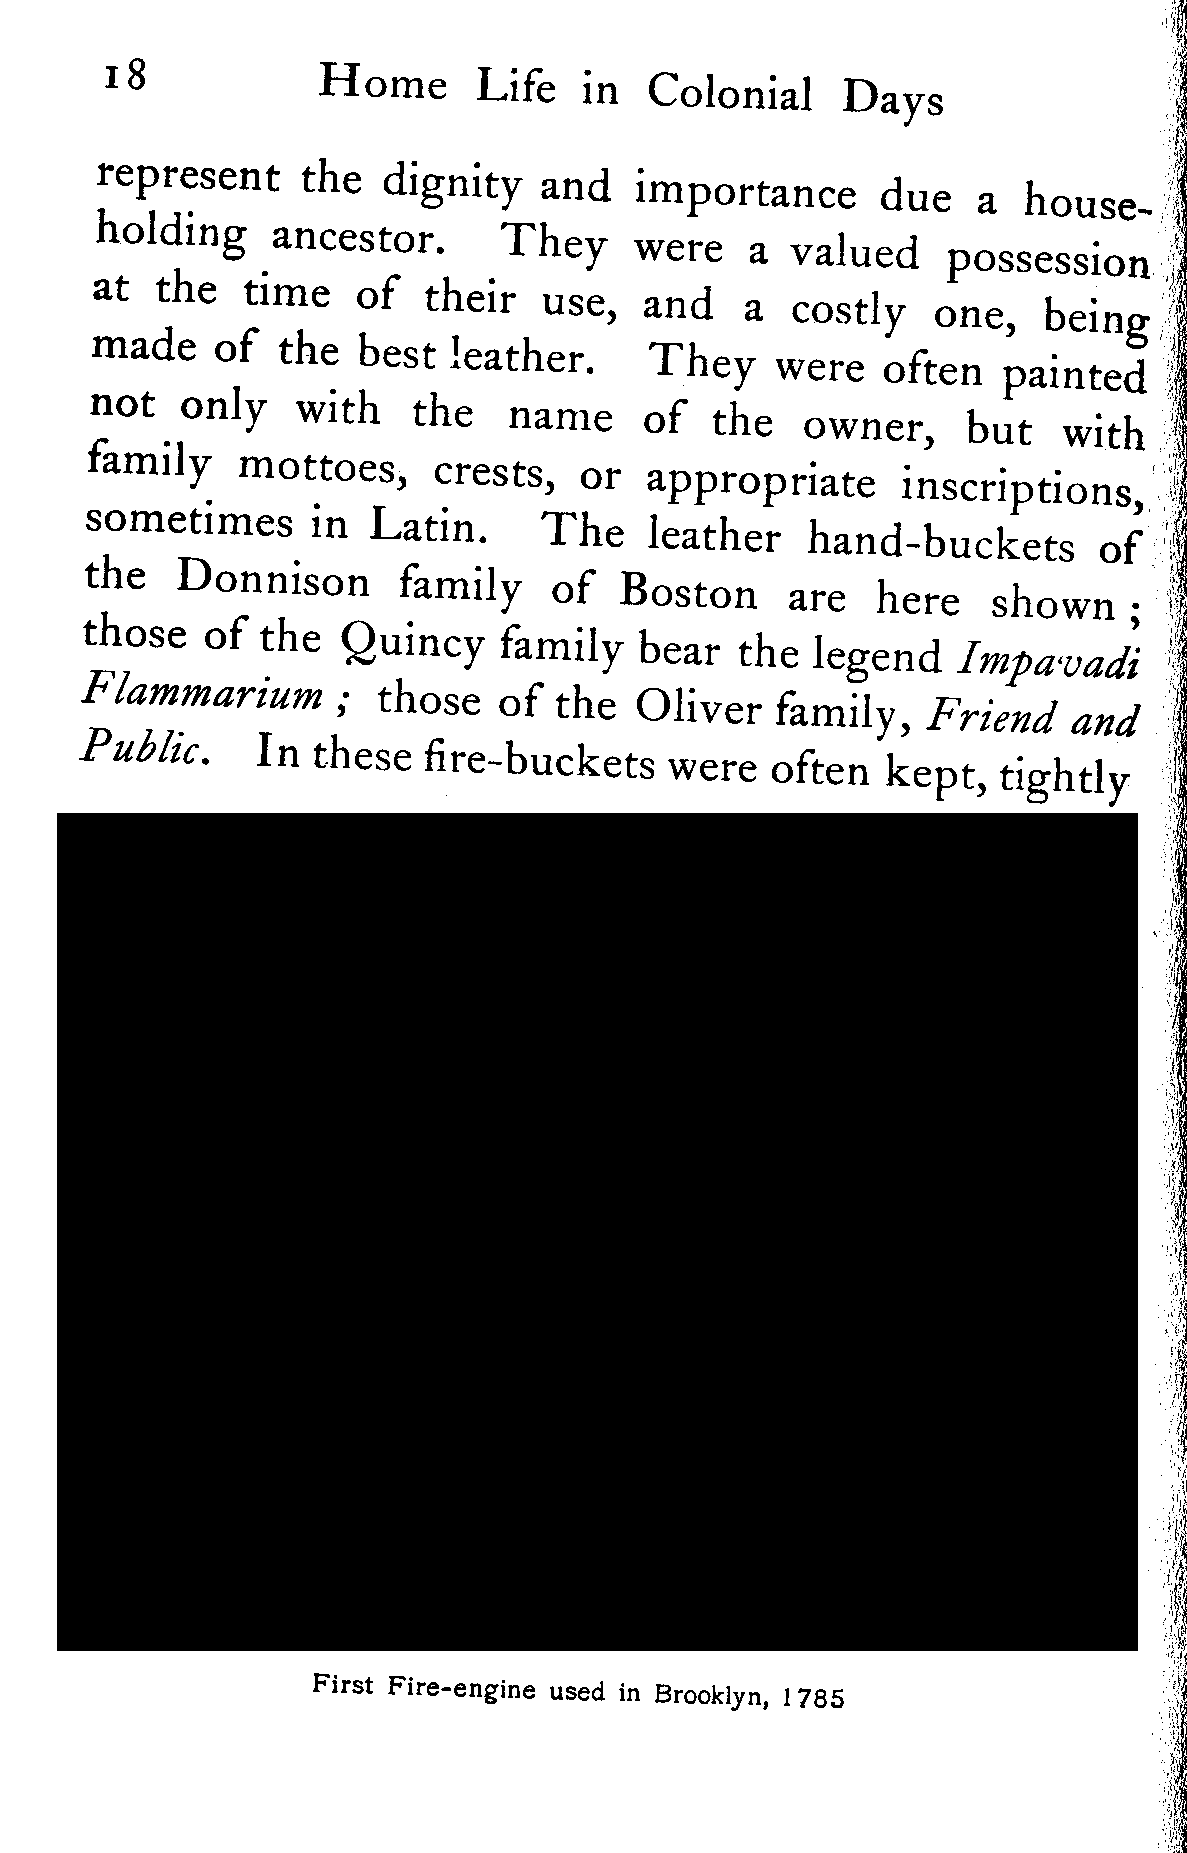 18 Home Life in Colonial Days
represent the dignity and importance due a house-
holding ancestor. They were a valued possession
at the time of their use, and a costly one, being
made of the best leather. They were often painted
not only with the name of the owner, but with
family mottoes, crests, or appropriate inscriptions,
sometimes in Latin. The leather hand-buckets of
the Donnison family of Boston are here shown ;
those of the Quincy family bear the legend Impavadi
Flammarium ; those of the Oliver family, Friend and
Public. In these fire-buckets were often kept, tightly
First Fire-engine used in Brooklyn, 1785